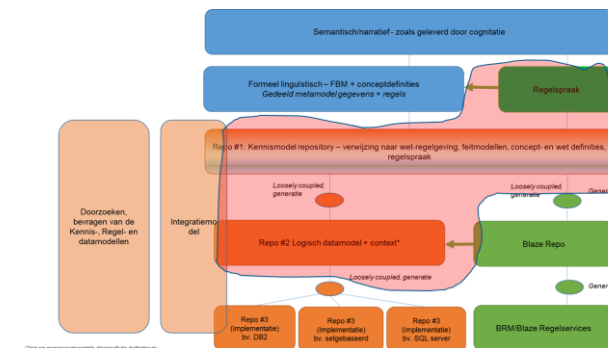 Semantisch/narratief - zoals geleverd door cognitatie
Formeel linguïstisch – FBM + conceptdefinities
Gedeeld metamodel gegevens + regels
Regelspraak
Repo #1: Kennismodel repository – verwijzing naar wet-regelgeving, feitmodellen, concept- en wet definities,
regelspraak
Doorzoeken,
bevragen van de
Kennis-, Regel- en
datamodellen
Integratiemo
del
Loosely coupled,
generatie
Loosely coupled,
generatie
Gener
Repo #2 Logisch datamodel + context*
Blaze Repo
Loosely coupled, generatie
Gener
Repo #3
(Implementatie)
bv. DB2
Repo #3
(Implementatie)
bv. setgebaseerd
Repo #3
(Implementatie)
bv. SQL server
BRM/Blaze Regelservices